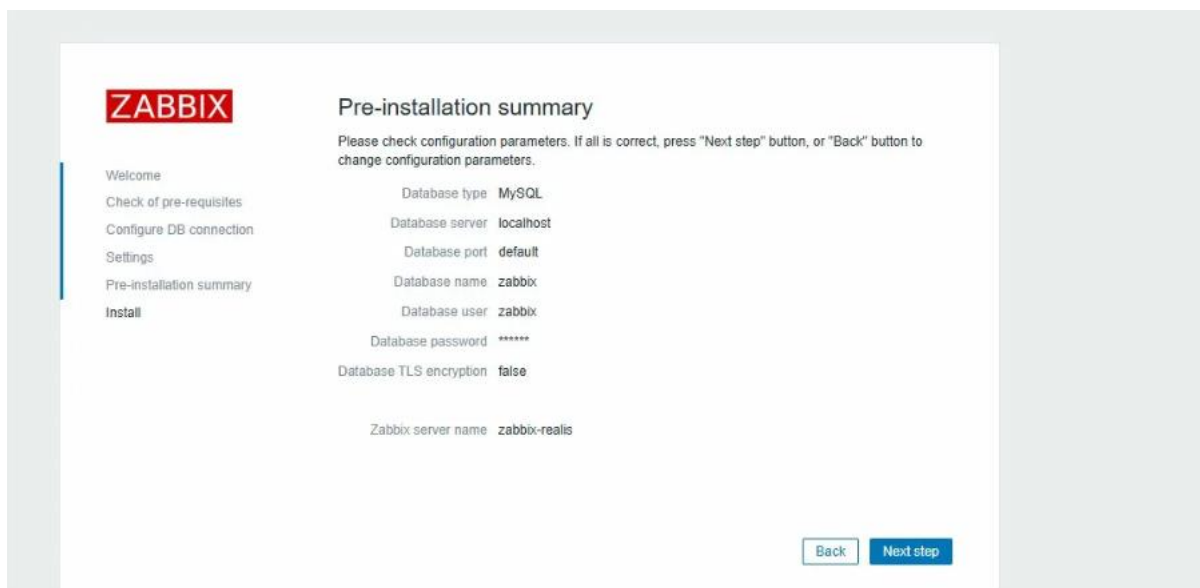 ZABBIX
Welcome
Check of pre-requisites
Configure DB connection
Settings
Pre-installation summary
Install
Pre-installation summary
Please check configuration parameters. If all is correct, press "Next step" button, or "Back" button to
change configuration parameters.
Database type MySQL
Database server localhost
Database port default
Database name zabbix
Database user zabbix
Database password ******
Database TLS encryption false
Zabbix server name zabbix-realis
Back Next step